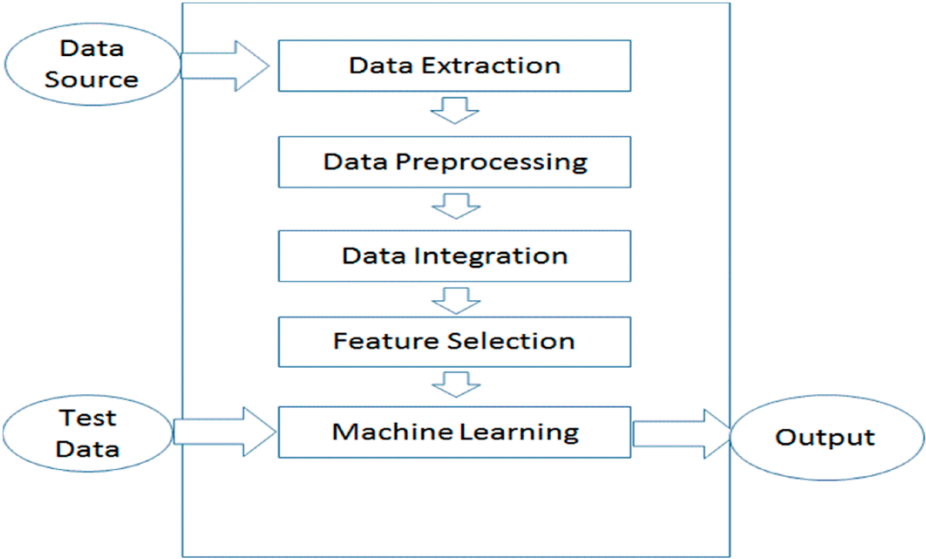 Data
Source
Data Extraction
Data Preprocessing
Data Integration
Feature Selection
Test
Data
Machine Learning
Output